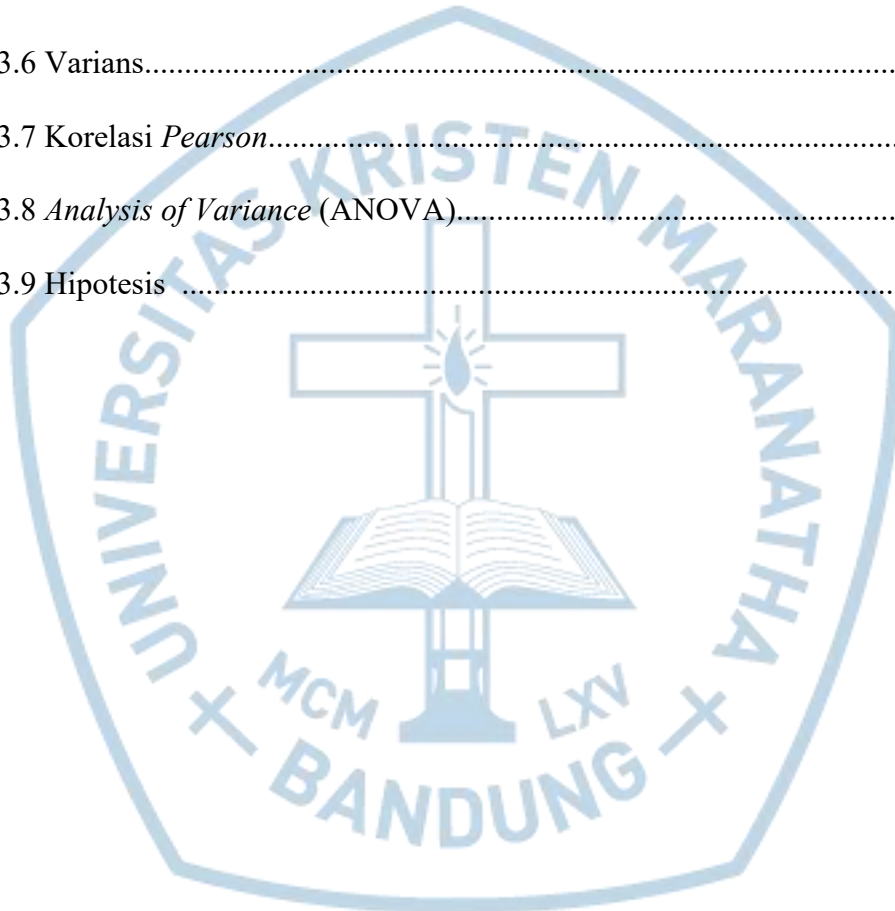 3.6 Varians...............................................................................................
3.7 Korelasi Pearson................................................................................
3.8 Analysis of Variance (ANOVA).......................................................
3.9 Hipotesis .........................................................................................
UNIVERSITAS KRISTEN MARANATHA
MCM LXV
BANDUNG